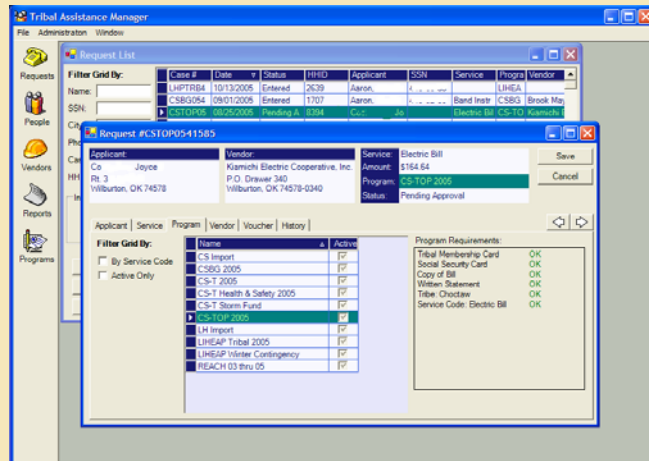 Tribal Assistance Manager
File Administraton Window
Requests
People
Vendors
Reports
Programs
Request List
Filter Grid By:
Name:
SSN:
Case # Date Status HHID Applicant SSN Service Progra Vendor
LHPTRB4 10/13/2005 Entered 2639 Aaron, LIHEA
CSBG054 09/01/2005 Entered 1707 Aaron, Band Instr CSBG Brook May
CSTOP05 08/25/2005 Pending A 8394 Jo Electric Bil CS-TO Kiamichi E
Request #CSTOP0541585
Applicant:
Co Joyce
Rt. 3
Wilburton, OK 74578
Vendor:
Kiamichi Electric Cooperative, Inc.
P.O. Drawer 340
Wilburton, OK 74578-0340
Service: Electric Bill
Amount: $164.64
Program: CS-TOP 2005
Status: Pending Approval
Save
Cancel
Applicant Service Program Vendor Voucher History
Filter Grid By:
By Service Code
Active Only
Name Active
CS Import
CSBG 2005
CS-T 2005
CS-T Health & Safety 2005
CS-T Storm Fund
CS-TOP 2005
LH Import
LIHEAP Tribal 2005
LIHEAP Winter Contingency
REACH 03 thru 05
Program Requirements:
Tribal Membership Card OK
Social Security Card OK
Copy of Bill OK
Written Statement OK
Tribe: Choctaw OK
Service Code: Electric Bill OK